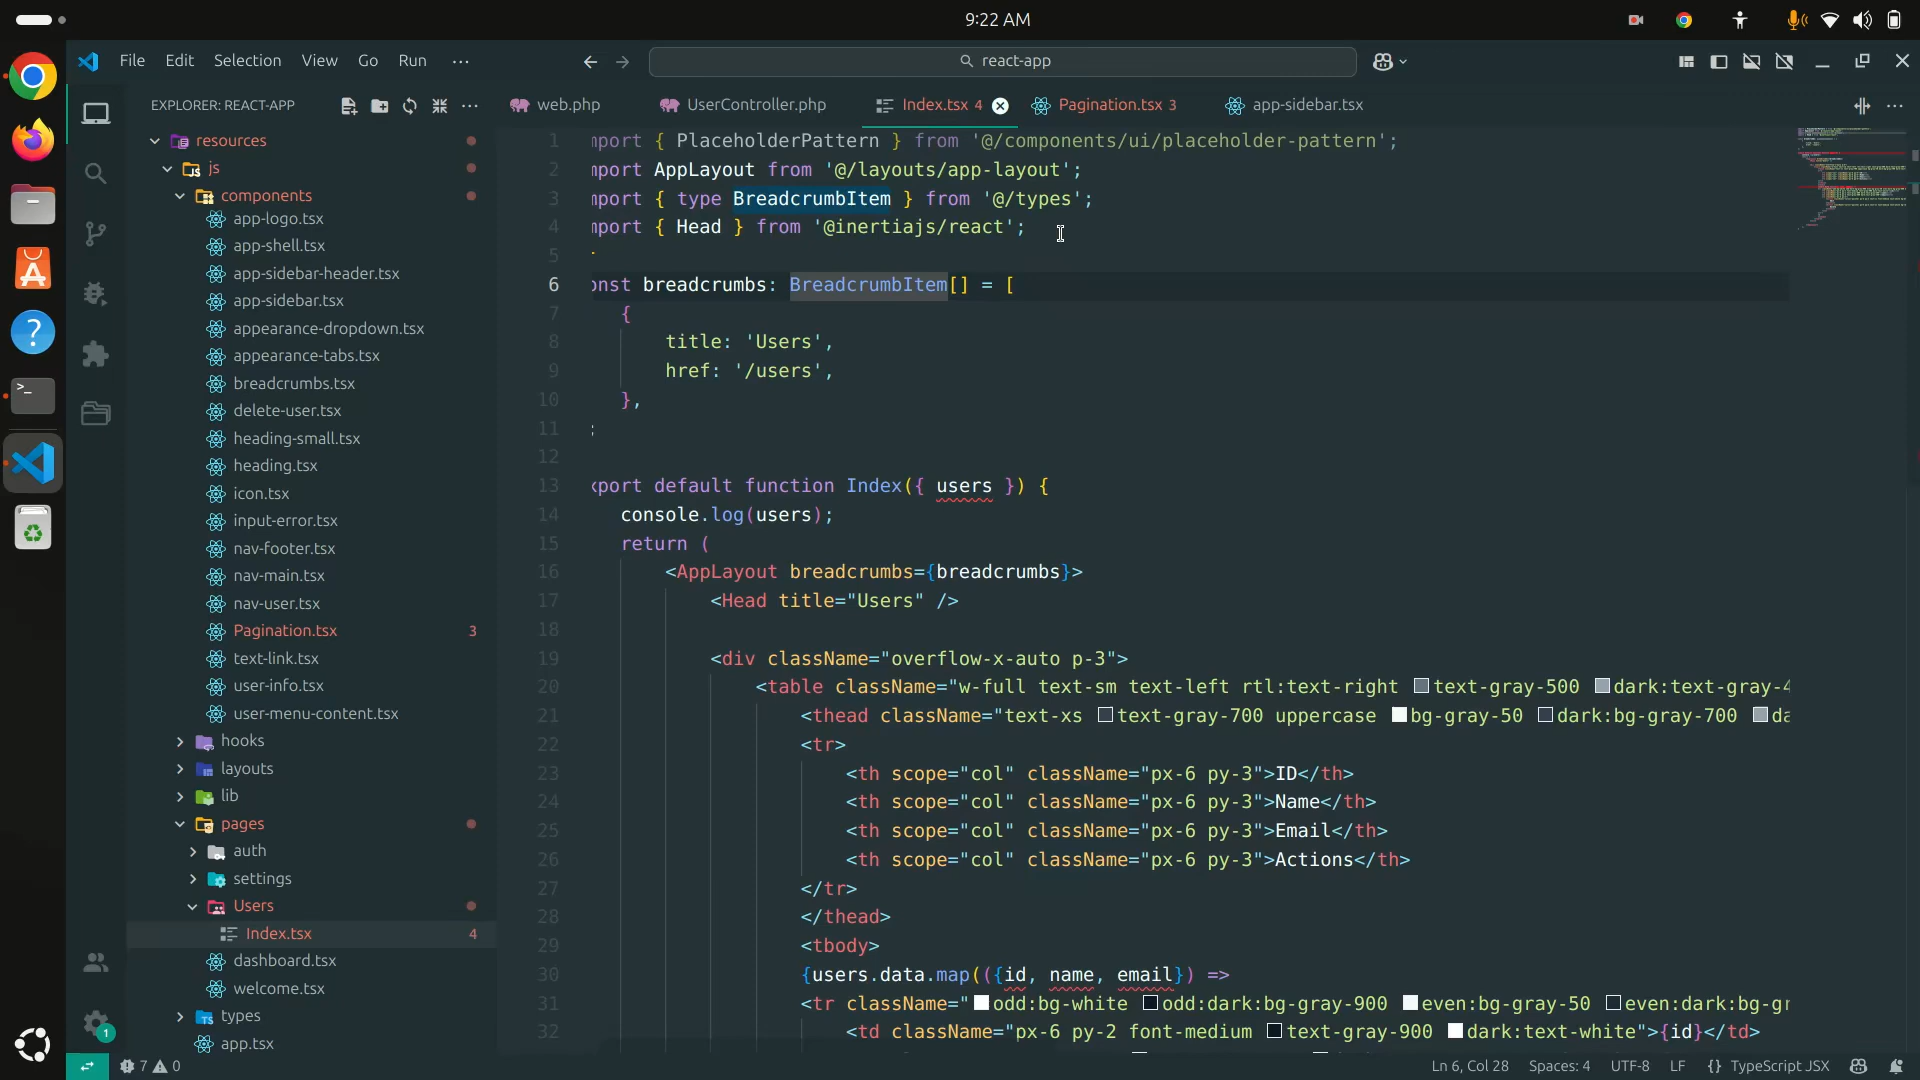 9:22 AM
File Edit Selection View Go Run ···
react-app
EXPLORER: REACT-APP
web.php UserController.php Index.tsx 4 Pagination.tsx 3 app-sidebar.tsx
resources
js
components
app-logo.tsx
app-shell.tsx
app-sidebar-header.tsx
app-sidebar.tsx
appearance-dropdown.tsx
appearance-tabs.tsx
breadcrumbs.tsx
delete-user.tsx
heading-small.tsx
heading.tsx
icon.tsx
input-error.tsx
nav-footer.tsx
nav-main.tsx
nav-user.tsx
Pagination.tsx 3
text-link.tsx
user-info.tsx
user-menu-content.tsx
hooks
layouts
lib
pages
auth
settings
Users
Index.tsx 4
dashboard.tsx
welcome.tsx
types
app.tsx
1
1 mport { PlaceholderPattern } from '@/components/ui/placeholder-pattern';
2 mport AppLayout from '@/layouts/app-layout';
3 mport { type BreadcrumbItem } from '@/types';
4 mport { Head } from '@inertiajs/react';
5
6 onst breadcrumbs: BreadcrumbItem[] = [
7 {
8 title: 'Users',
9 href: '/users',
10 },
11 ;
12
13 xport default function Index({ users }) {
14 console.log(users);
15 return (
16 <AppLayout breadcrumbs={breadcrumbs}>
17 <Head title="Users" />
18
19 <div className="overflow-x-auto p-3">
20 <table className="w-full text-sm text-left rtl:text-right text-gray-500 dark:text-gray-4
21 <thead className="text-xs text-gray-700 uppercase bg-gray-50 dark:bg-gray-700 da
22 <tr>
23 <th scope="col" className="px-6 py-3">ID</th>
24 <th scope="col" className="px-6 py-3">Name</th>
25 <th scope="col" className="px-6 py-3">Email</th>
26 <th scope="col" className="px-6 py-3">Actions</th>
27 </tr>
28 </thead>
29 <tbody>
30 {users.data.map(({id, name, email}) =>
31 <tr className=" odd:bg-white odd:dark:bg-gray-900 even:bg-gray-50 even:dark:bg-gr
32 <td className="px-6 py-2 font-medium text-gray-900 dark:text-white">{id}</td>
7 0 Ln 6, Col 28 Spaces: 4 UTF-8 LF {} TypeScript JSX